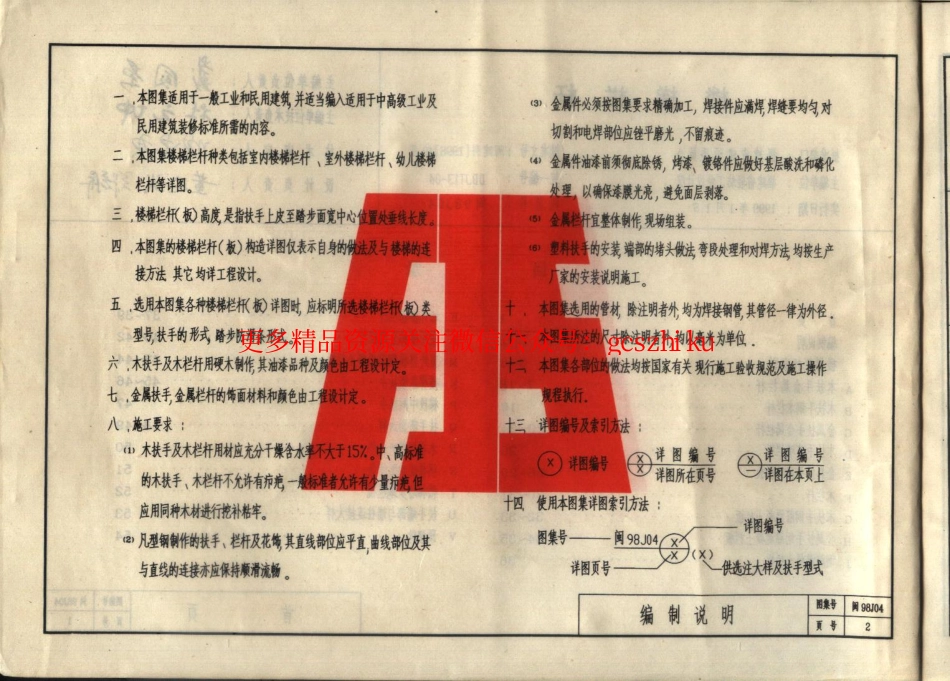 一 .本图集适用于一般工业和民用建筑,并适当编入适用于中高级工业及
民用建筑装修标准所需的内容。
二 .本图集楼梯栏杆种类包括室内楼梯栏杆 、室外楼梯栏杆、幼儿楼梯
栏杆等详图。
三 .楼梯栏杆(板)高度,是指扶手上皮至踏步面宽中心位置处垂线长度。
四 .本图集的楼梯栏杆(板)构造详图仅表示自身的做法及与楼梯的连
接方法 其它均详工程设计。
五 .选用本图集各种楼梯栏杆(板)详图时, 应标明所选楼梯栏杆(板)类
型号,扶手的形式,踏步防滑条形式。
六 .木扶手及木栏杆用硬木制作,其油漆品种及颜色由工程设计定。
七 .金属扶手,金属栏杆的饰面材料和颜色由工程设计定。
八 .施工要求 :
(1) 木扶手及木栏杆用材应充分干燥含水率不大于15%。中、高标准
的木扶手、木栏杆不允许有疖疤,一般标准者允许有少量疖疤,但
应用同种木材进行挖补粘牢。
(2) 凡型钢制作的扶手、栏杆及花饰,其直线部位应平直,曲线部位及其
与直线的连接亦应保持顺滑流畅 。
(3) 金属件必须按图集要求精确加工, 焊接件应满焊,焊缝要均匀,对
切割和电焊部位应锉平磨光 ,不留痕迹。
(4) 金属件油漆前须彻底除锈, 烤漆、镀铬件应做好基层酸洗和磷化
处理 , 以确保漆膜光亮, 避免面层剥落。
(5) 金属栏杆宜整体制作,现场组装。
(6) 塑料扶手的安装,端部的堵头做法,弯段处理和对焊方法,均按生产
厂家的安装说明施工。
十 . 本图集选用的管材, 除注明者外,均为焊接钢管,其管径一律为外径 .
十一. 本图集所注的尺寸除注明者外,均以毫米为单位 .
十二. 本图集各部位的做法均按国家有关 现行施工验收规范及施工操作
规程执行。
十三. 详图编号及索引方法 :
X 详图编号
X X 详图编号 详图所在页号
X — 详图编号 详图在本页上
十四 使用本图集详图索引方法 :
详图编号
图集号 闽98J04 X X (X)
详图页号 供选注大样及扶手型式
更多精品资源关注微信 gcszhiku
编制说明
图集号 闽98J04
页号 2